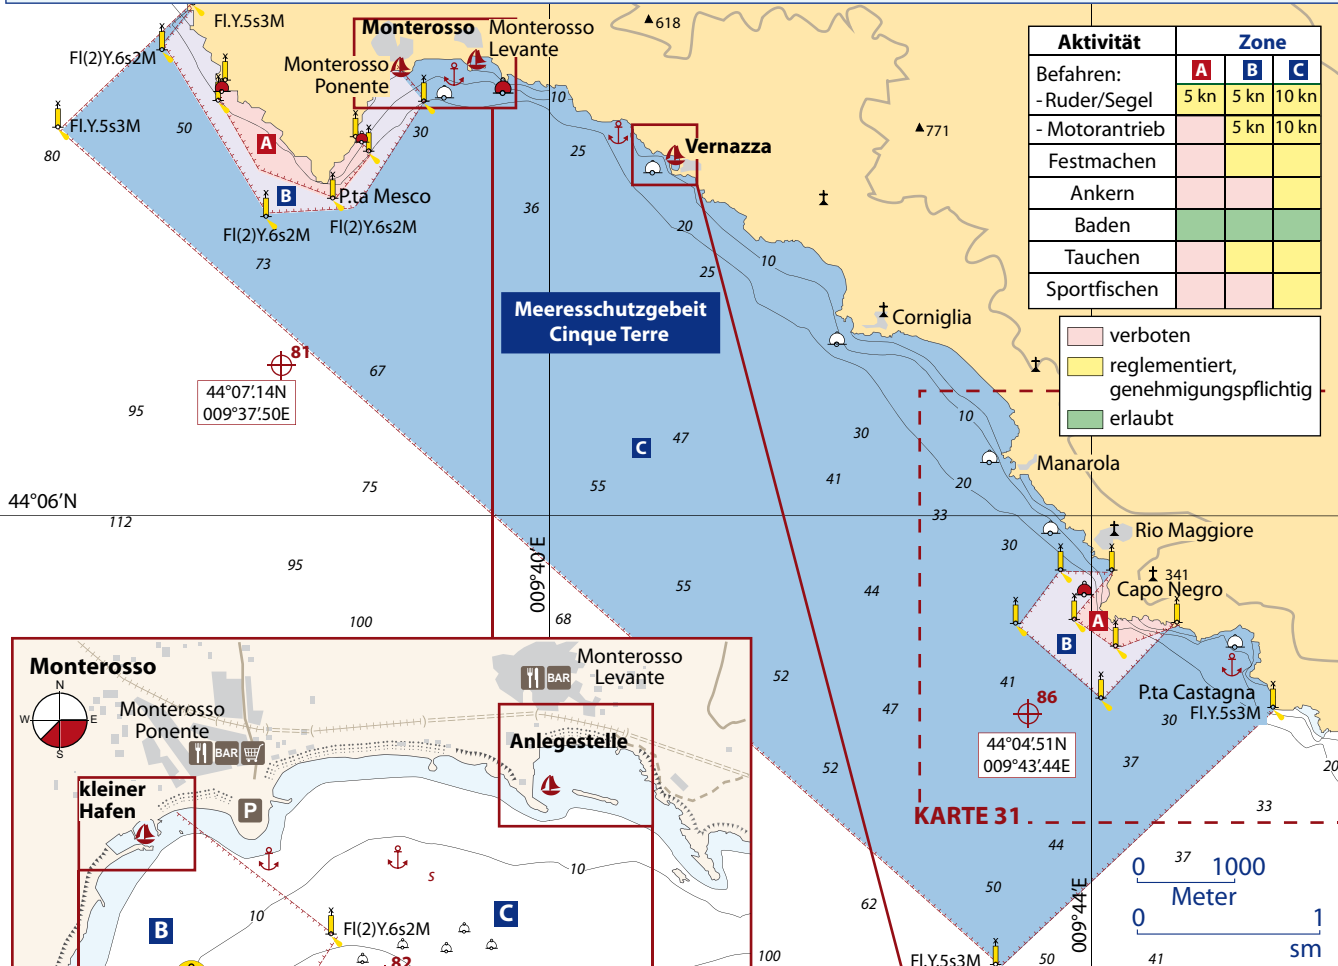 Fl.Y.5s3M
Fl(2)Y.6s2M
Monterosso
Monterosso
Levante
Monterosso
Ponente
618
10
Fl.Y.5s3M
50
A
30
80
25
771
Vernazza
B
P.ta Mesco
36
Fl(2)Y.6s2M
Fl(2)Y.6s2M
20
73
25
10
Meeresschutzgebeit
Cinque Terre
Corniglia
81
44°07'.14N
009°37'.50E
67
95
C
47
30
10
Manarola
41
20
75
55
44°06'N
112
33
30
Rio Maggiore
95
009°40'E
55
44
341
Capo Negro
100
68
A
B
52
41
86
47
P.ta Castagna
Fl.Y.5s3M
30
44°04'.51N
009°43'.44E
52
37
20
KARTE 31
33
44
37
50
62
009°44'E
100
Fl.Y.5s3M
50
41
0 1000
Meter
0 1
sm
Aktivität Zone
Befahren: A B C
- Ruder/Segel 5 kn 5 kn 10 kn
- Motorantrieb 5 kn 10 kn
Festmachen
Ankern
Baden
Tauchen
Sportfischen
verboten
reglementiert,
genehmigungspflichtig
erlaubt
Monterosso
N
W E
S
Monterosso
Ponente
BAR
Monterosso
Levante
BAR
Anlegestelle
kleiner
Hafen
P
S
10
10
B
C
Fl(2)Y.6s2M
82